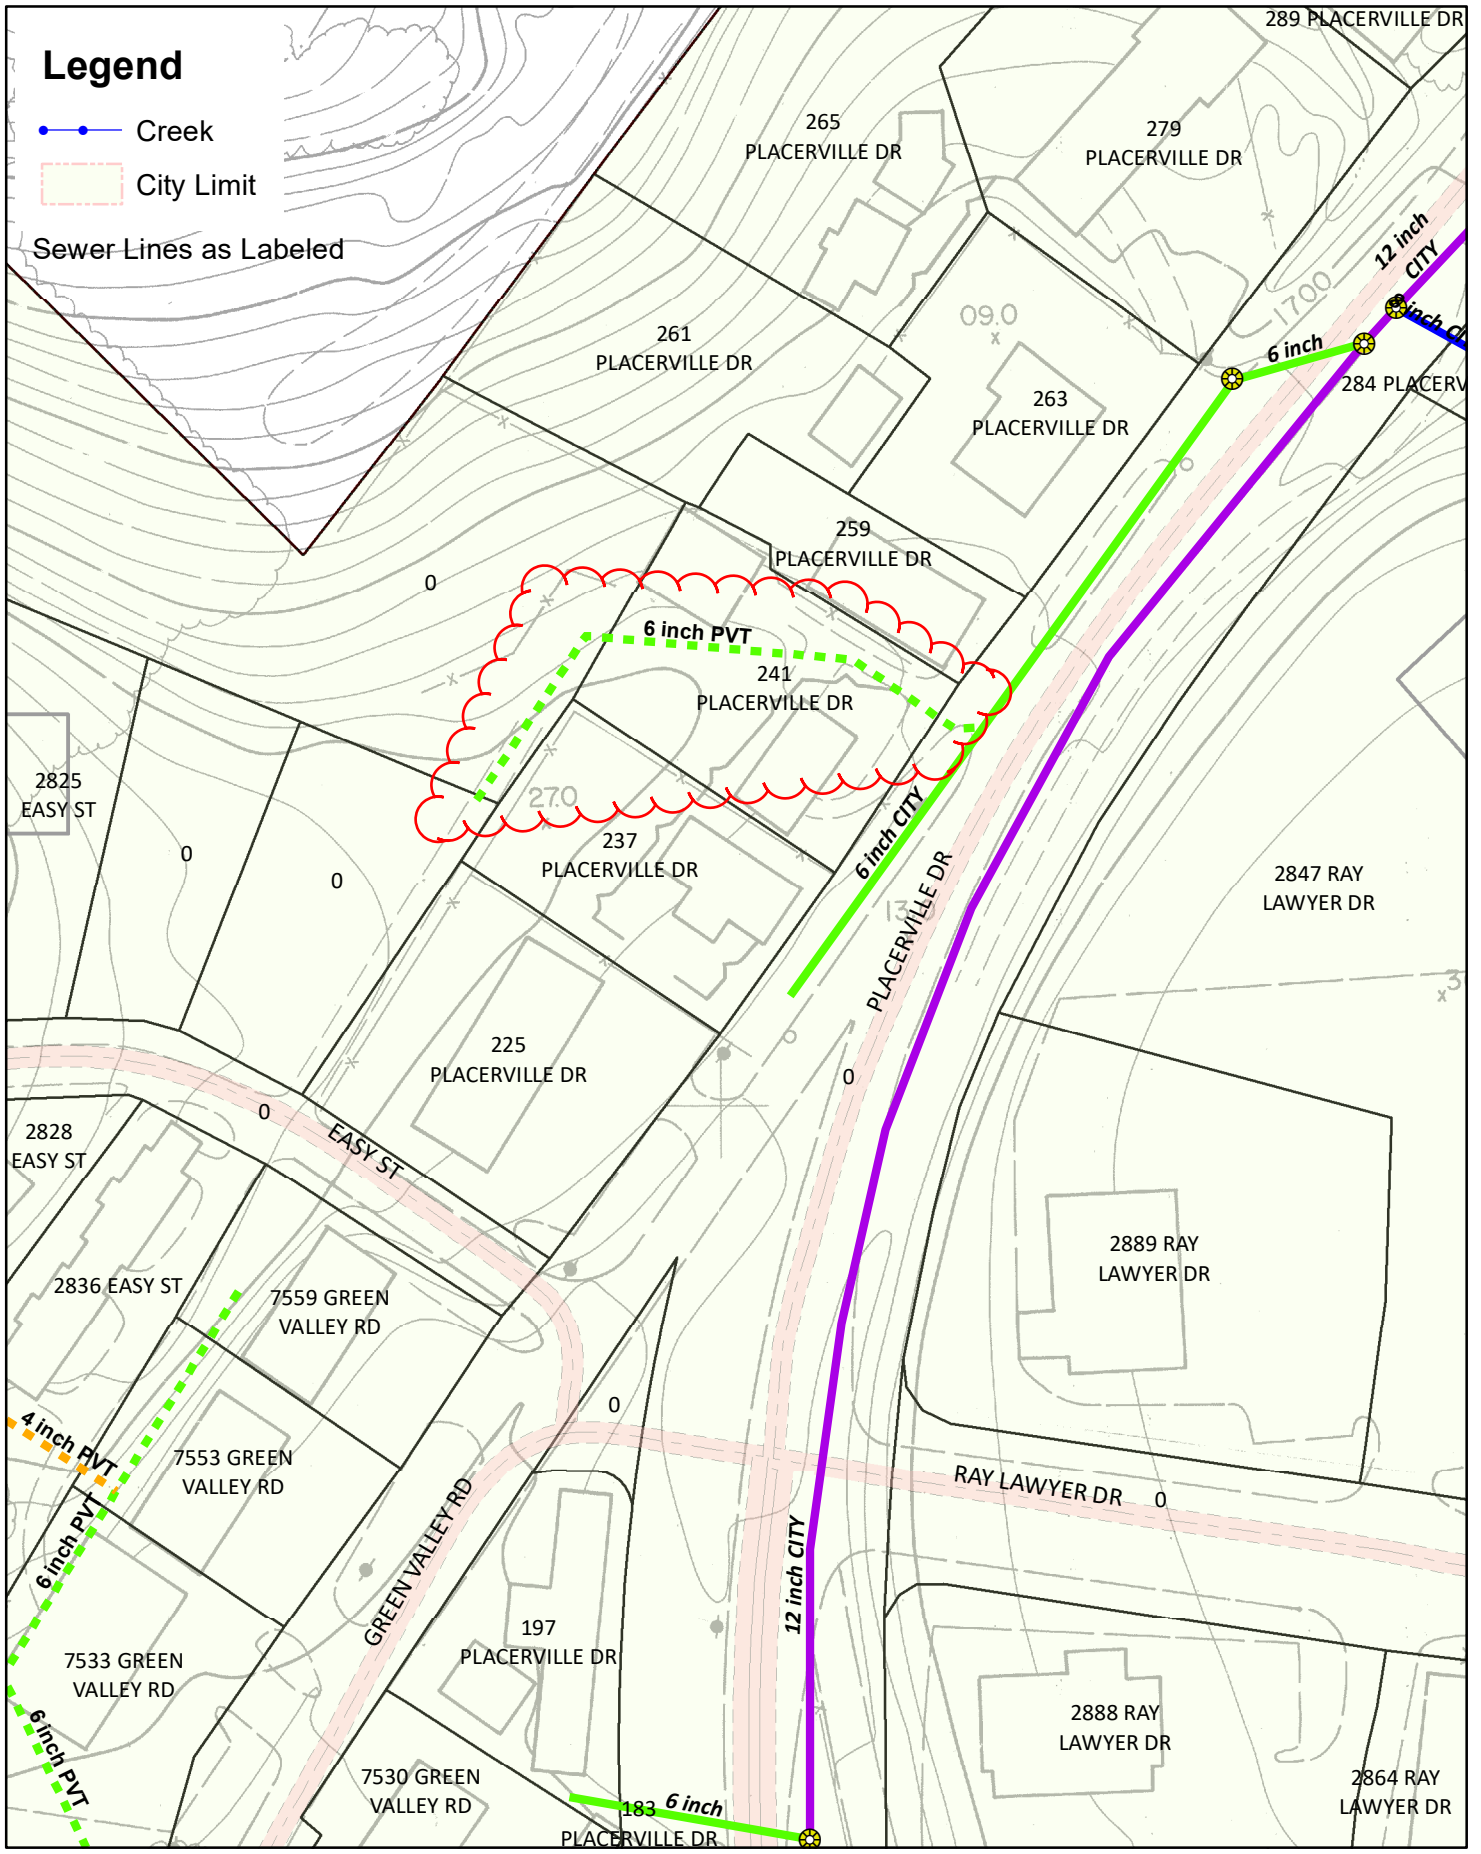 Legend
Creek
City Limit
Sewer Lines as Labeled
289 PLACERVILLE DR
265
PLACERVILLE DR
279
PLACERVILLE DR
12 inch
CITY
17.00
09.0
6 inch
284 PLACERV
261
PLACERVILLE DR
263
PLACERVILLE DR
259
PLACERVILLE DR
0
6 inch PVT
241
PLACERVILLE DR
2825
EASY ST
27.0
237
PLACERVILLE DR
6 inch CITY
0
0
PLACERVILLE DR
2847 RAY
LAWYER DR
225
PLACERVILLE DR
0
0
EASY ST
2828
EASY ST
2836 EASY ST
7559 GREEN
VALLEY RD
2889 RAY
LAWYER DR
0
4 inch PVT
7553 GREEN
VALLEY RD
RAY LAWYER DR
0
6 inch PVT
GREEN VALLEY RD
12 inch CITY
197
PLACERVILLE DR
7533 GREEN
VALLEY RD
2888 RAY
LAWYER DR
6 inch PVT
7530 GREEN
VALLEY RD
183
PLACERVILLE DR
6 inch
2864 RAY
LAWYER DR